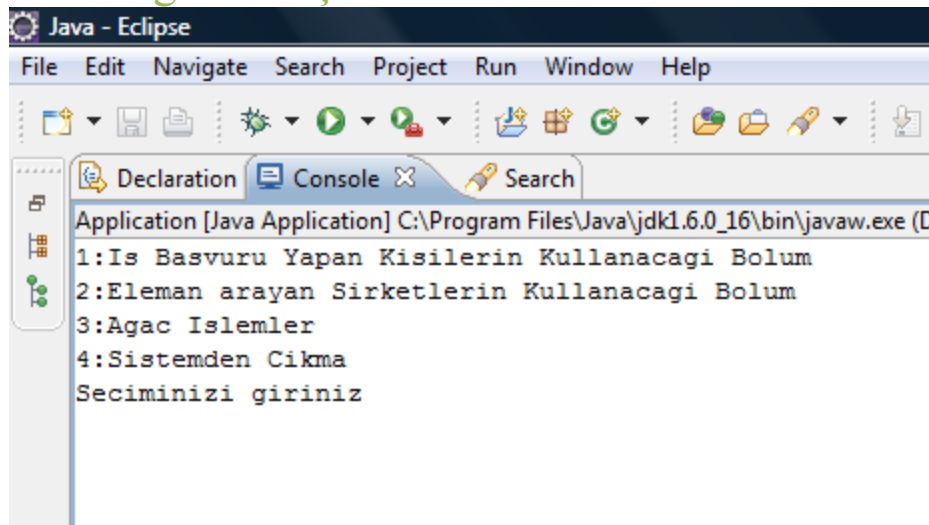 Java - Eclipse
File Edit Navigate Search Project Run Window Help
Declaration Console Search
Application [Java Application] C:\Program Files\Java\jdk1.6.0_16\bin\javaw.exe (D
1:Is Basvuru Yapan Kisilerin Kullanacagi Bolum
2:Eleman arayan Sirketlerin Kullanacagi Bolum
3:Agac Islemler
4:Sistemden Cikma
Seciminizi giriniz